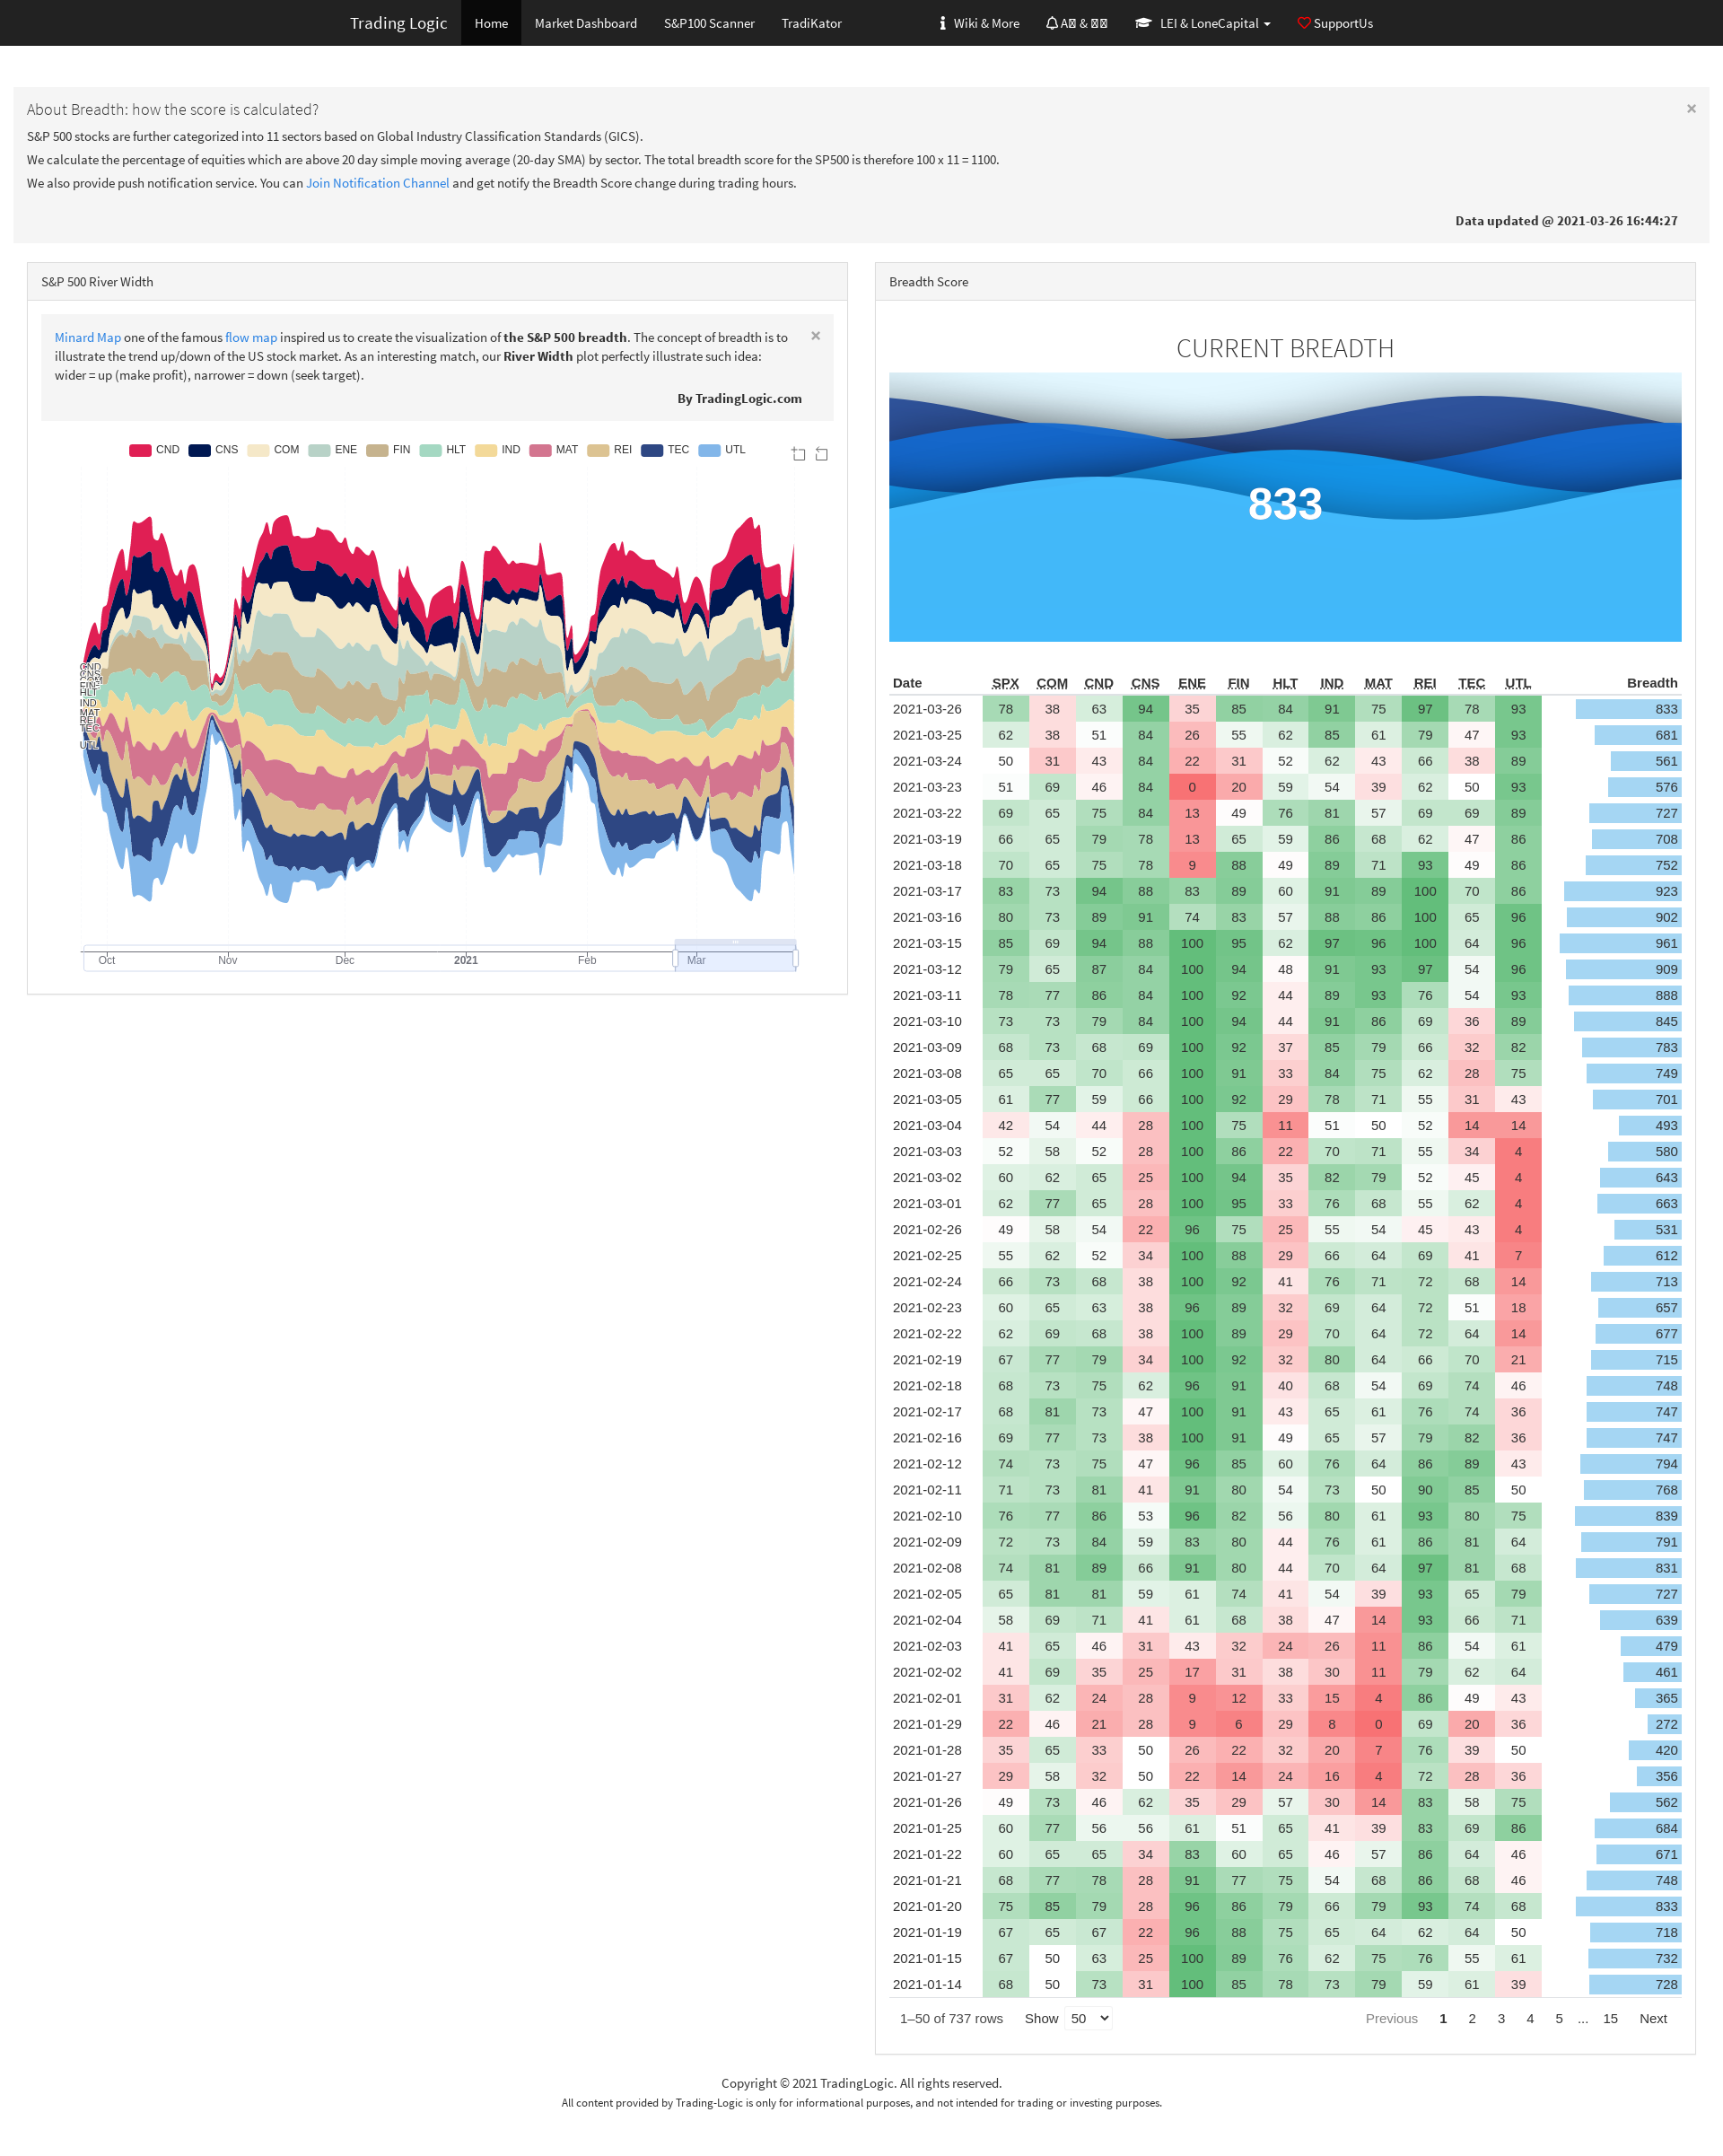 Trading Logic Home Market Dashboard S&P100 Scanner TradiKator Wiki & More LEI & LoneCapital SupportUs
About Breadth: how the score is calculated? ×
S&P 500 stocks are further categorized into 11 sectors based on Global Industry Classification Standards (GICS).
We calculate the percentage of equities which are above 20 day simple moving average (20-day SMA) by sector. The total breadth score for the SP500 is therefore 100 x 11 = 1100.
We also provide push notification service. You can Join Notification Channel and get notify the Breadth Score change during trading hours.
Data updated @ 2021-03-26 16:44:27
S&P 500 River Width
Minard Map one of the famous flow map inspired us to create the visualization of the S&P 500 breadth. The concept of breadth is to ×
illustrate the trend up/down of the US stock market. As an interesting match, our River Width plot perfectly illustrate such idea:
wider = up (make profit), narrower = down (seek target).
By TradingLogic.com
CND CNS COM ENE FIN HLT IND MAT REI TEC UTL
CND
CNS
COM
FIN
HLT
IND
MAT
REI
TEC
UTL
Oct Nov Dec 2021 Feb Mar
Breadth Score
CURRENT BREADTH
833
Date SPX COM CND CNS ENE FIN HLT IND MAT REI TEC UTL Breadth
2021-03-26 78 38 63 94 35 85 84 91 75 97 78 93 833
2021-03-25 62 38 51 84 26 55 62 85 61 79 47 93 681
2021-03-24 50 31 43 84 22 31 52 62 43 66 38 89 561
2021-03-23 51 69 46 84 0 20 59 54 39 62 50 93 576
2021-03-22 69 65 75 84 13 49 76 81 57 69 69 89 727
2021-03-19 66 65 79 78 13 65 59 86 68 62 47 86 708
2021-03-18 70 65 75 78 9 88 49 89 71 93 49 86 752
2021-03-17 83 73 94 88 83 89 60 91 89 100 70 86 923
2021-03-16 80 73 89 91 74 83 57 88 86 100 65 96 902
2021-03-15 85 69 94 88 100 95 62 97 96 100 64 96 961
2021-03-12 79 65 87 84 100 94 48 91 93 97 54 96 909
2021-03-11 78 77 86 84 100 92 44 89 93 76 54 93 888
2021-03-10 73 73 79 84 100 94 44 91 86 69 36 89 845
2021-03-09 68 73 68 69 100 92 37 85 79 66 32 82 783
2021-03-08 65 65 70 66 100 91 33 84 75 62 28 75 749
2021-03-05 61 77 59 66 100 92 29 78 71 55 31 43 701
2021-03-04 42 54 44 28 100 75 11 51 50 52 14 14 493
2021-03-03 52 58 52 28 100 86 22 70 71 55 34 4 580
2021-03-02 60 62 65 25 100 94 35 82 79 52 45 4 643
2021-03-01 62 77 65 28 100 95 33 76 68 55 62 4 663
2021-02-26 49 58 54 22 96 75 25 55 54 45 43 4 531
2021-02-25 55 62 52 34 100 88 29 66 64 69 41 7 612
2021-02-24 66 73 68 38 100 92 41 76 71 72 68 14 713
2021-02-23 60 65 63 38 96 89 32 69 64 72 51 18 657
2021-02-22 62 69 68 38 100 89 29 70 64 72 64 14 677
2021-02-19 67 77 79 34 100 92 32 80 64 66 70 21 715
2021-02-18 68 73 75 62 96 91 40 68 54 69 74 46 748
2021-02-17 68 81 73 47 100 91 43 65 61 76 74 36 747
2021-02-16 69 77 73 38 100 91 49 65 57 79 82 36 747
2021-02-12 74 73 75 47 96 85 60 76 64 86 89 43 794
2021-02-11 71 73 81 41 91 80 54 73 50 90 85 50 768
2021-02-10 76 77 86 53 96 82 56 80 61 93 80 75 839
2021-02-09 72 73 84 59 83 80 44 76 61 86 81 64 791
2021-02-08 74 81 89 66 91 80 44 70 64 97 81 68 831
2021-02-05 65 81 81 59 61 74 41 54 39 93 65 79 727
2021-02-04 58 69 71 41 61 68 38 47 14 93 66 71 639
2021-02-03 41 65 46 31 43 32 24 26 11 86 54 61 479
2021-02-02 41 69 35 25 17 31 38 30 11 79 62 64 461
2021-02-01 31 62 24 28 9 12 33 15 4 86 49 43 365
2021-01-29 22 46 21 28 9 6 29 8 0 69 20 36 272
2021-01-28 35 65 33 50 26 22 32 20 7 76 39 50 420
2021-01-27 29 58 32 50 22 14 24 16 4 72 28 36 356
2021-01-26 49 73 46 62 35 29 57 30 14 83 58 75 562
2021-01-25 60 77 56 56 61 51 65 41 39 83 69 86 684
2021-01-22 60 65 65 34 83 60 65 46 57 86 64 46 671
2021-01-21 68 77 78 28 91 77 75 54 68 86 68 46 748
2021-01-20 75 85 79 28 96 86 79 66 79 93 74 68 833
2021-01-19 67 65 67 22 96 88 75 65 64 62 64 50 718
2021-01-15 67 50 63 25 100 89 76 62 75 76 55 61 732
2021-01-14 68 50 73 31 100 85 78 73 79 59 61 39 728
1–50 of 737 rows Show 50 Previous 1 2 3 4 5 ... 15 Next
Copyright © 2021 TradingLogic. All rights reserved.
All content provided by Trading-Logic is only for informational purposes, and not intended for trading or investing purposes.